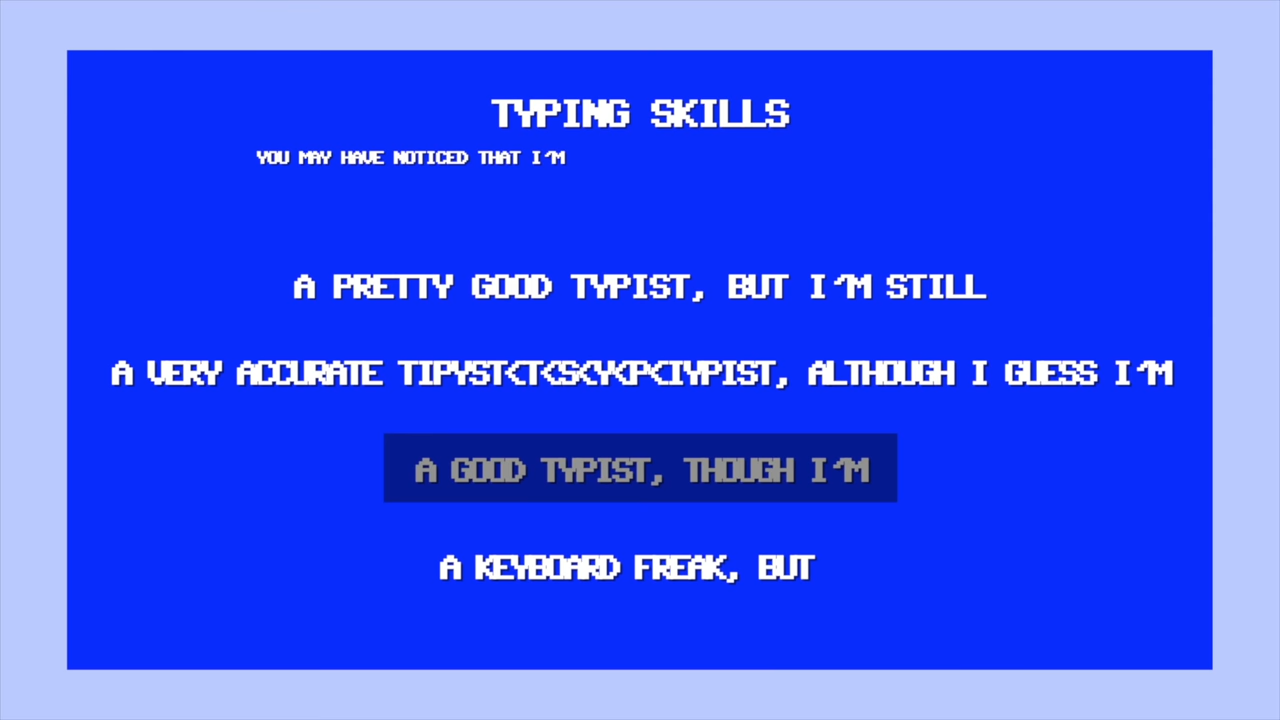 TYPING SKILLS
YOU MAY HAVE NOTICED THAT I'M
A PRETTY GOOD TYPIST, BUT I'M STILL
A VERY ACCURATE TIPYST<T<S<Y<P<IYPIST, ALTHOUGH I GUESS I'M
A GOOD TYPIST, THOUGH I'M
A KEYBOARD FREAK, BUT